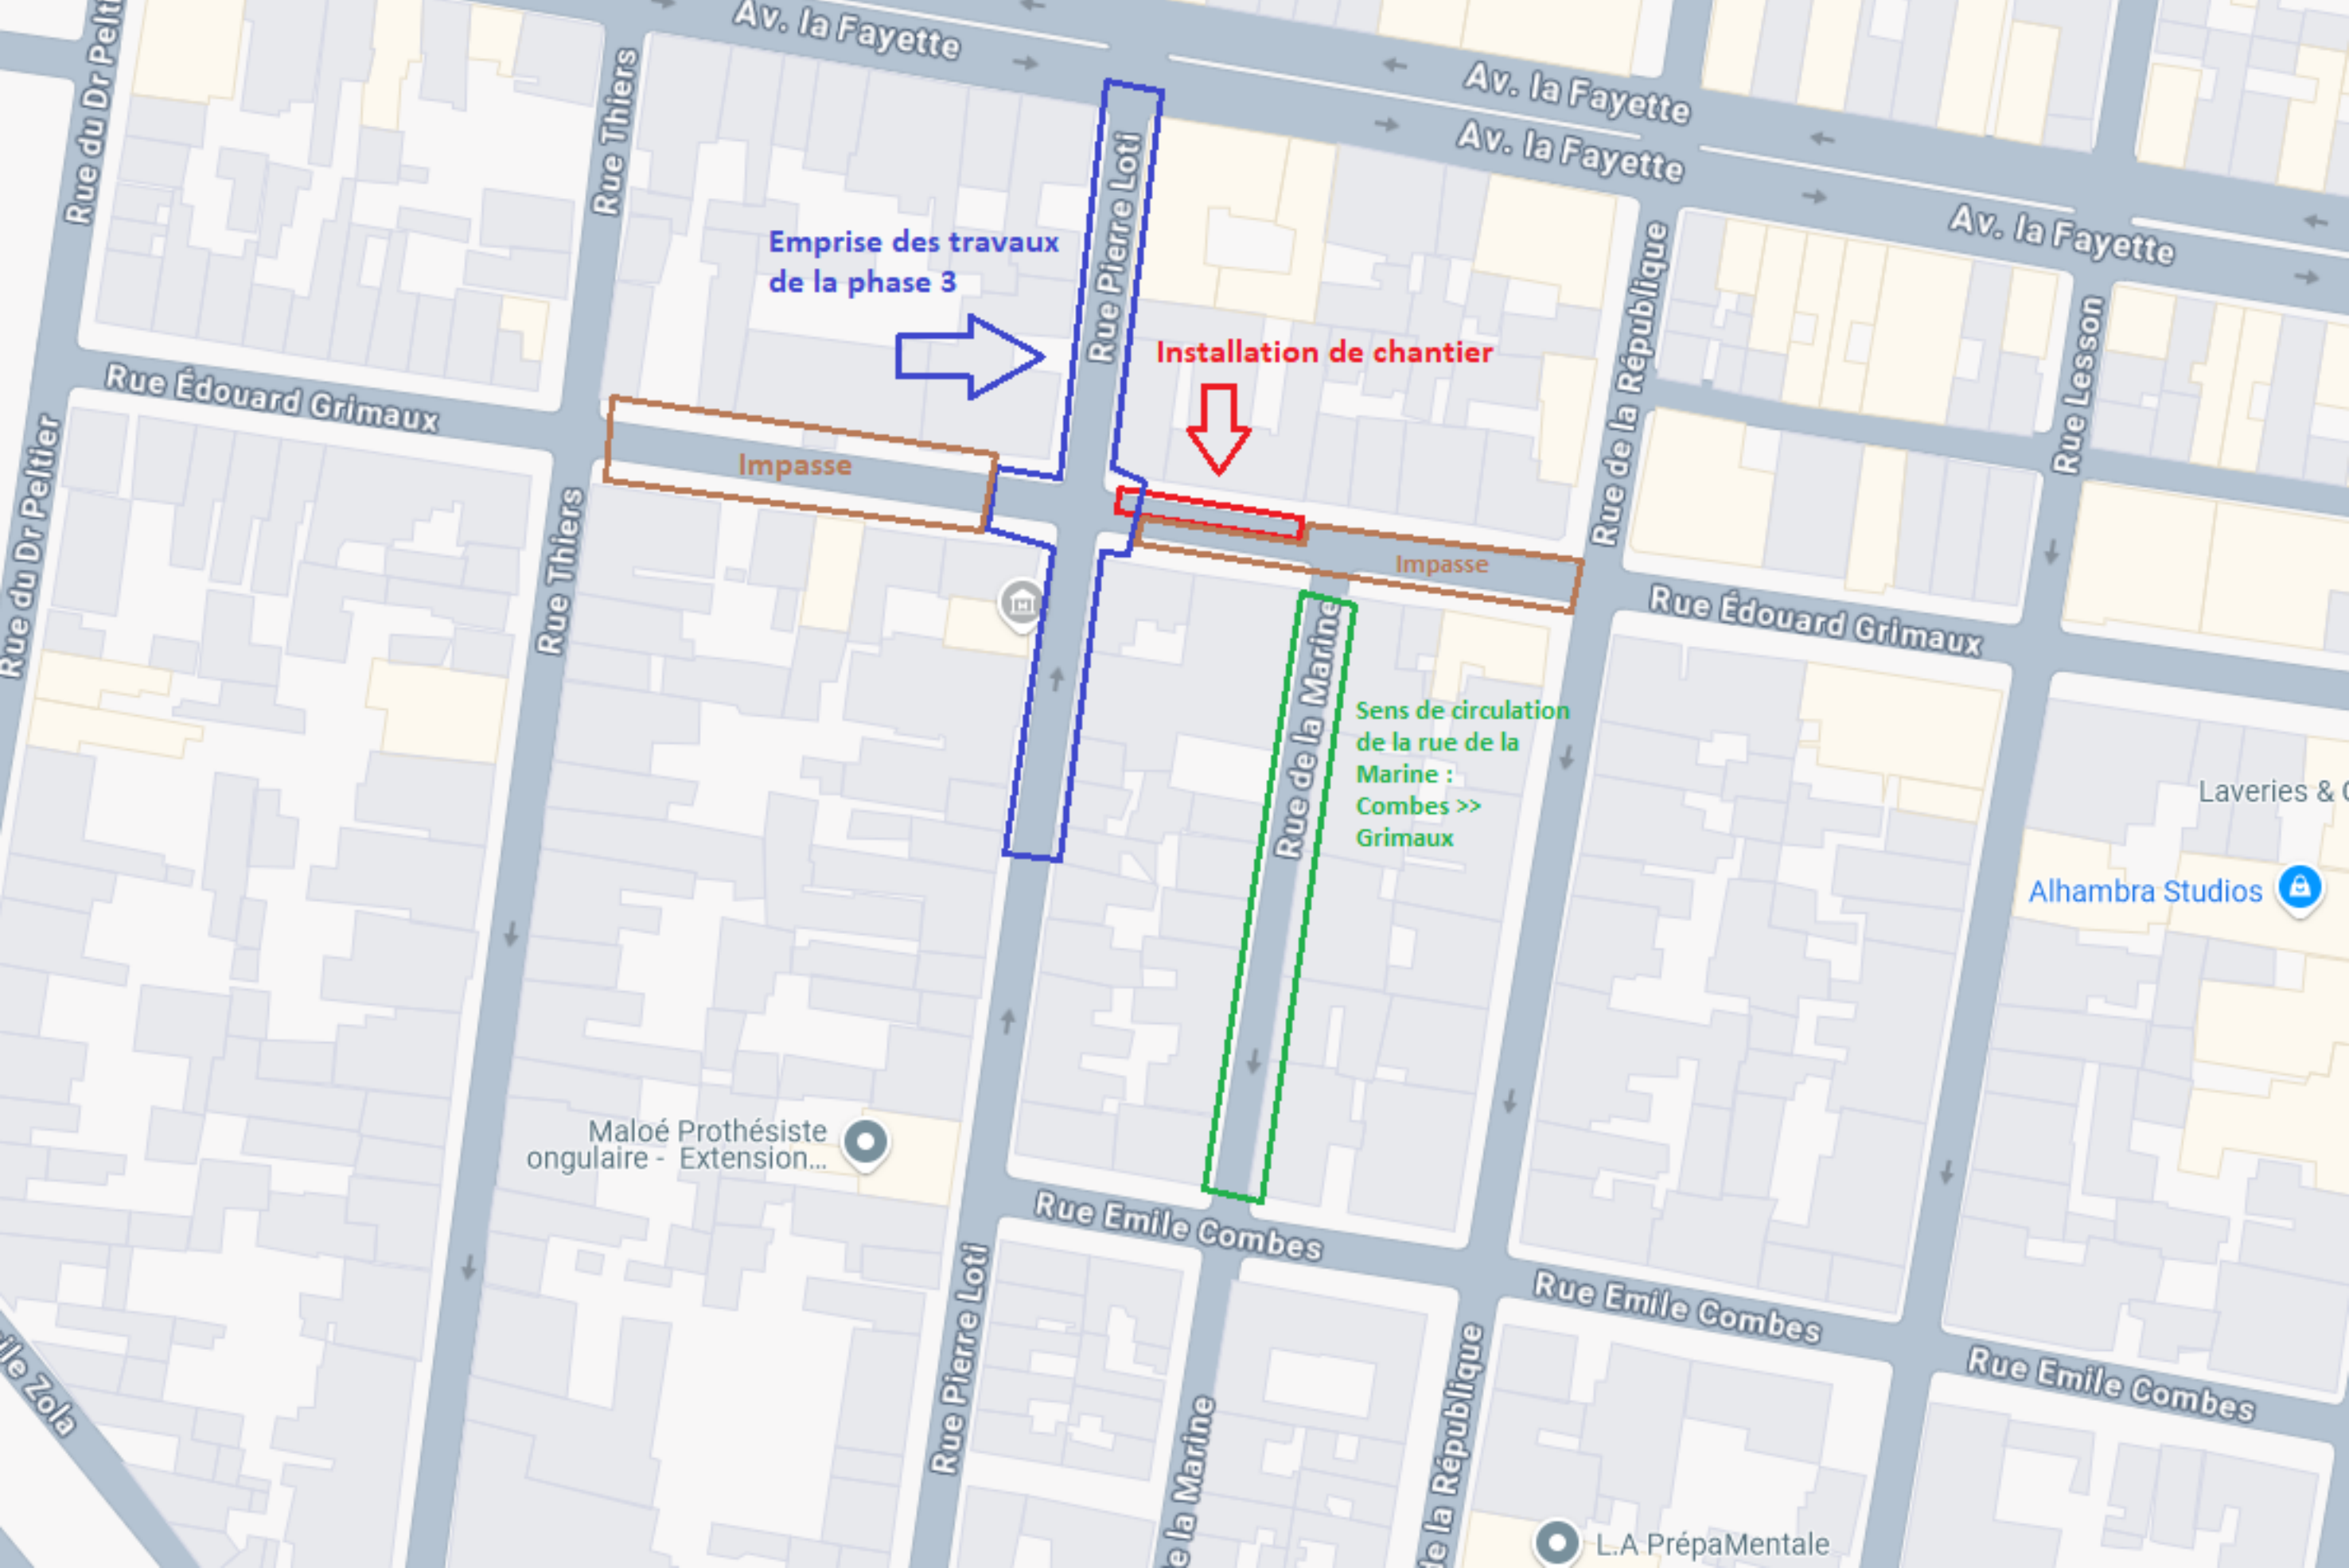 Av. la Fayette
Av. la Fayette
Av. la Fayette
Av. la Fayette
Rue du Dr Pelti
Rue Thiers
Rue Pierre Loti
Emprise des travaux
de la phase 3
Rue de la République
Rue Lesson
Installation de chantier
Rue Édouard Grimaux
Impasse
Impasse
Rue du Dr Peltier
Rue Thiers
Rue Édouard Grimaux
Rue de la Marine
Sens de circulation
de la rue de la
Marine :
Combes >>
Grimaux
Laveries & C
Alhambra Studios
Maloé Prothésiste
ongulaire - Extension...
Rue Emile Combes
Rue Emile Combes
Rue Emile Combes
Rue Pierre Loti
ile Zola
e la Marine
de la République
L.A PrépaMentale